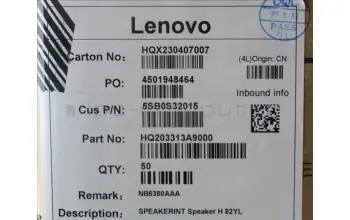 Lenovo
Carton No: HQX230407007
(4L)Origin: CN
PO: 4501948464
Inbound info
Cus P/N: 5SB0S32015
Part No: HQ203313A9000
QTY: 50
Remark: NB6380AAA
Description: SPEAKERINT Speaker H 82YL
PASS